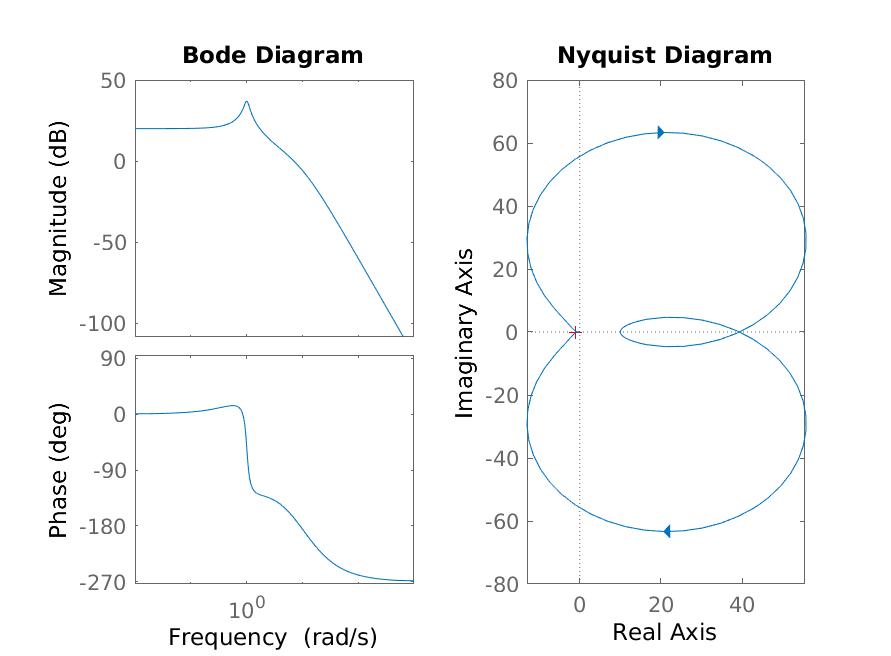 Bode Diagram
50
0
-50
-100
Magnitude (dB)
90
0
-90
-180
-270
Phase (deg)
10^0
Frequency (rad/s)
Nyquist Diagram
80
60
40
20
0
-20
-40
-60
-80
Imaginary Axis
0 20 40
Real Axis